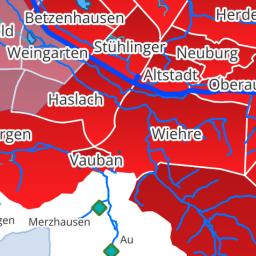 Herde
Betzenhausen
ld
Stühlinger
Neuburg
Weingarten
Altstadt
Oberau
Haslach
Wiehre
rgen
Vauban
Merzhausen
gen
Au